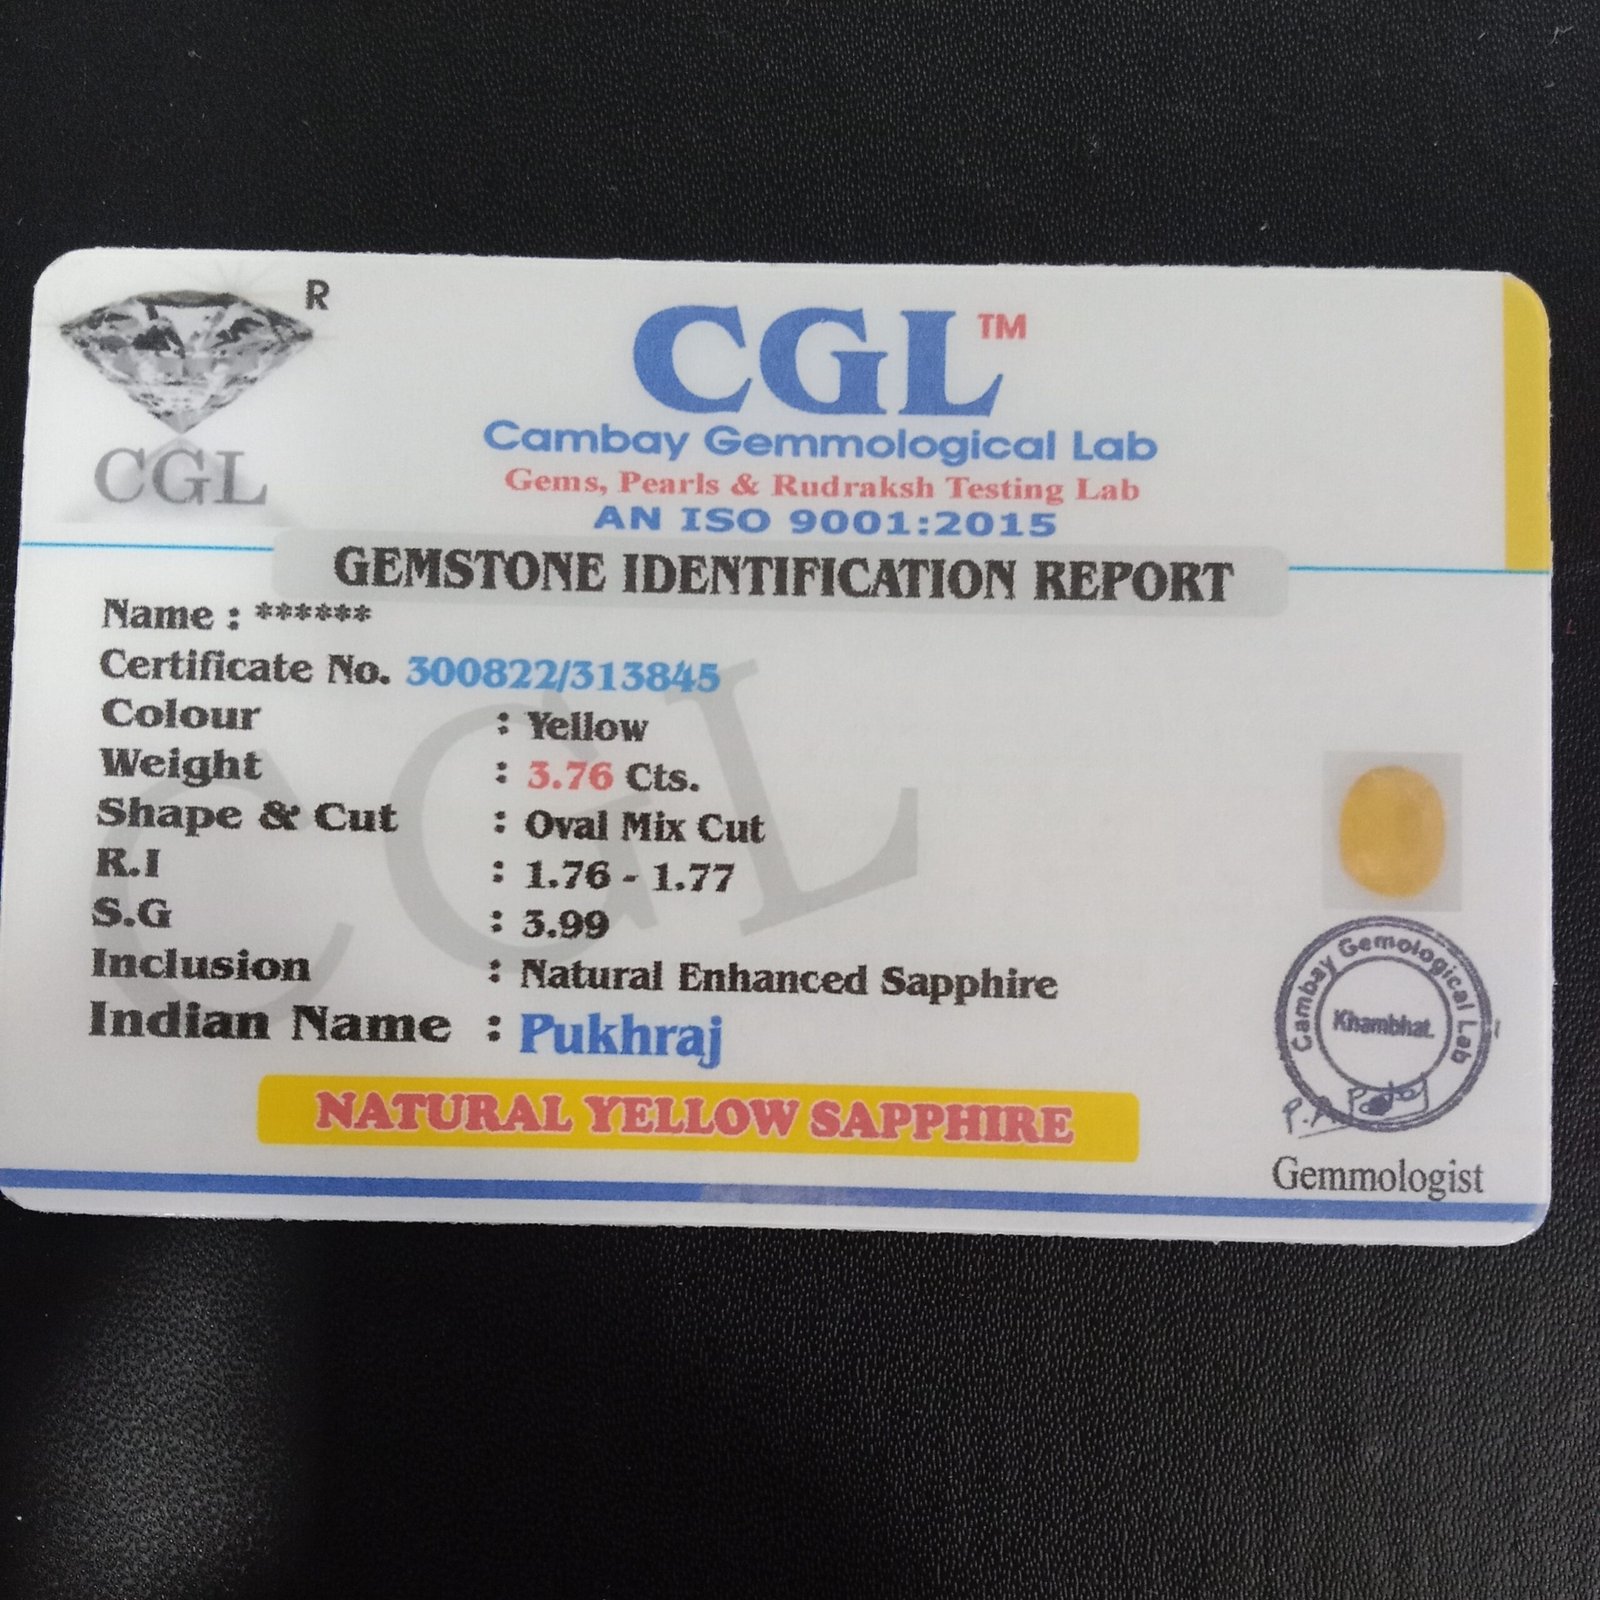 R
CGL
CGL™
Cambay Gemmological Lab
Gems, Pearls & Rudraksh Testing Lab
AN ISO 9001:2015
GEMSTONE IDENTIFICATION REPORT
Name : ******
Certificate No. 300822/313845
Colour : Yellow
Weight : 3.76 Cts.
Shape & Cut : Oval Mix Cut
R.I : 1.76 - 1.77
S.G : 3.99
Inclusion : Natural Enhanced Sapphire
Indian Name : Pukhraj
NATURAL YELLOW SAPPHIRE
CGL
Cambay Gemological Lab
Khambhat.
Gemmologist